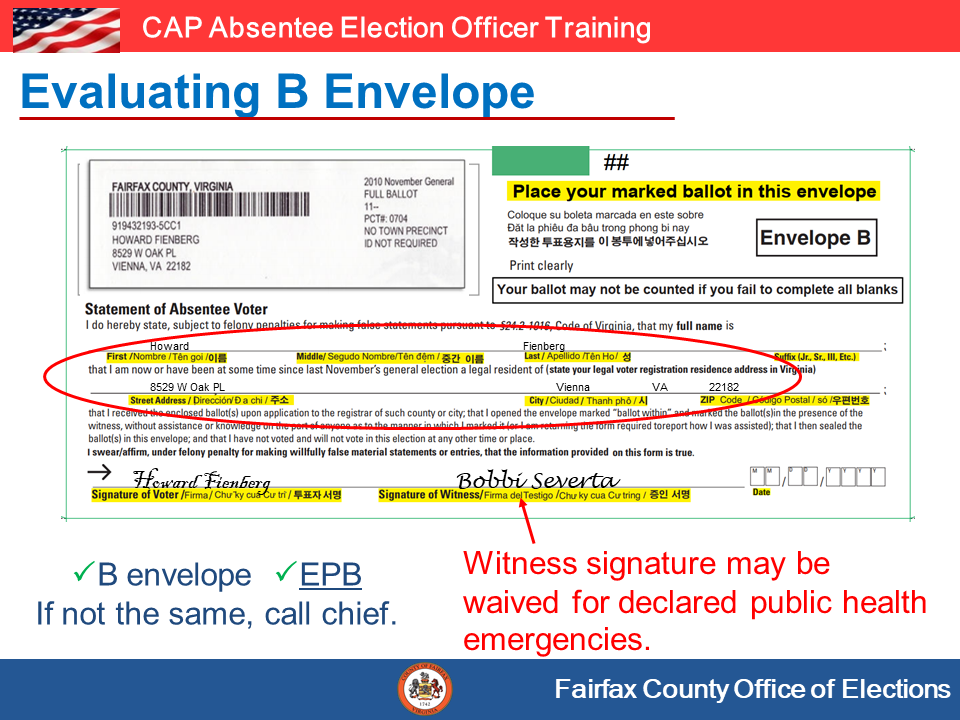 CAP Absentee Election Officer Training
Evaluating B Envelope
FAIRFAX COUNTY, VIRGINIA
919432193-5CC1
HOWARD FIENBERG
8529 W OAK PL
VIENNA, VA 22182
2010 November General
FULL BALLOT
11--
PCT#: 0704
NO TOWN PRECINCT
ID NOT REQUIRED
##
Place your marked ballot in this envelope
Coloque su boleta marcada en este sobre
Đăt la phiêu đa bâu trong phong bi nay
작성한 투표용지를 이 봉투에넣어주십시오
Envelope B
Print clearly
Your ballot may not be counted if you fail to complete all blanks
Statement of Absentee Voter
I do hereby state, subject to felony penalties for making false statements pursuant to §24.2-1016, Code of Virginia, that my full name is
Howard Fienberg ;
First /Nombre / Tên goi /이름 Middle/ Segudo Nombre/Tên đêm / 중간 이름 Last / Apellido /Tên Ho/ 성 Suffix (Jr., Sr., III, Etc.)
that I am now or have been at some time since last November's general election a legal resident of (state your legal voter registration residence address in Virginia)
8529 W Oak PL Vienna VA 22182 ;
Street Address / Dirección/Đ a chi / 주소 City / Ciudad / Thanh phô / 시 ZIP Code / Código Postal / só /우편번호
that I received the enclosed ballot(s) upon application to the registrar of such county or city; that I opened the envelope marked "ballot within" and marked the ballot(s)in the presence of the
witness, without assistance or knowledge on the part of anyone as to the manner in which I marked it (or I am returning the form required toreport how I was assisted); that I then sealed the
ballot(s) in this envelope; and that I have not voted and will not vote in this election at any other time or place.
I swear/affirm, under felony penalty for making willfully false material statements or entries, that the information provided on this form is true.
Howard Fienberg Bobbi Severta M M / D D / Y Y Y Y
Signature of Voter/Firma / Chư ky cua Cư tri / 투표자 서명 Signature of Witness/Firma del Testigo /Chư ky cua Cư tring / 증인 서명 Date
✓B envelope ✓EPB
If not the same, call chief.
Witness signature may be
waived for declared public health
emergencies.
Fairfax County Office of Elections